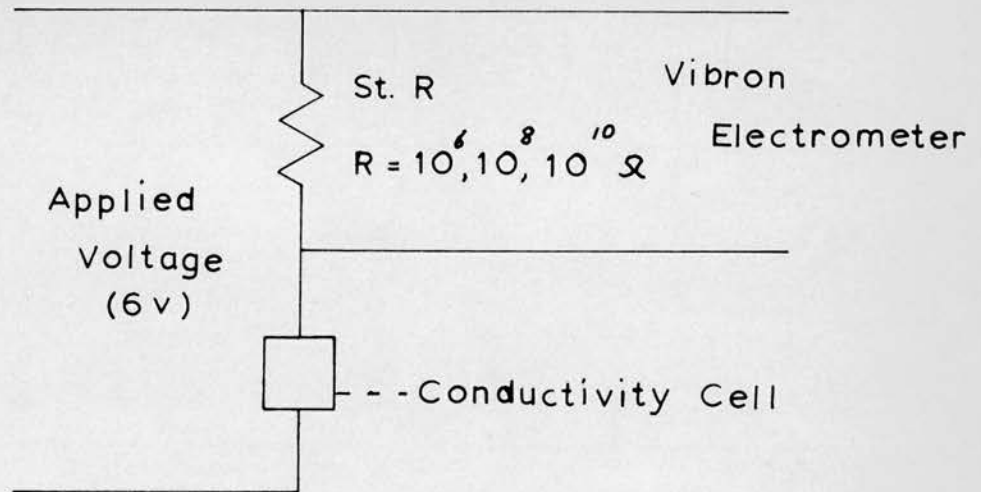 St. R
R = 10⁶, 10⁸, 10¹⁰ Ω
Vibron
Electrometer
Applied
Voltage
(6 v)
Conductivity Cell